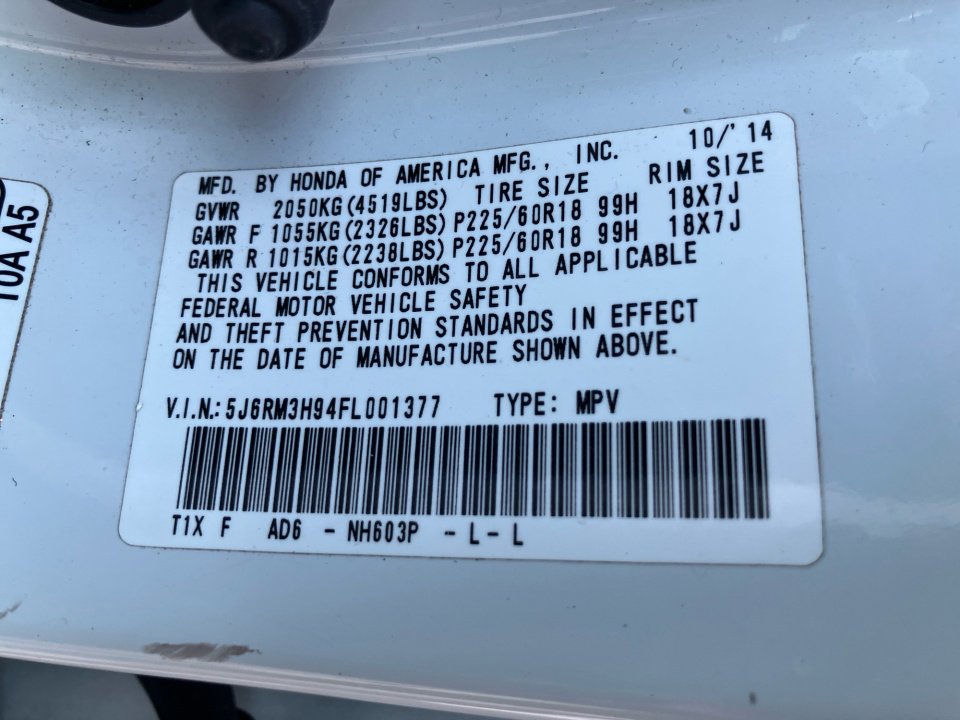 MFD. BY HONDA OF AMERICA MFG., INC. 10/'14
GVWR 2050KG(4519LBS) TIRE SIZE RIM SIZE
GAWR F 1055KG(2326LBS) P225/60R18 99H 18X7J
GAWR R 1015KG(2238LBS) P225/60R18 99H 18X7J
THIS VEHICLE CONFORMS TO ALL APPLICABLE
FEDERAL MOTOR VEHICLE SAFETY
AND THEFT PREVENTION STANDARDS IN EFFECT
ON THE DATE OF MANUFACTURE SHOWN ABOVE.
V.I.N.: 5J6RM3H94FL001377 TYPE: MPV
T1X F AD6 - NH603P - L - L
T0A A5